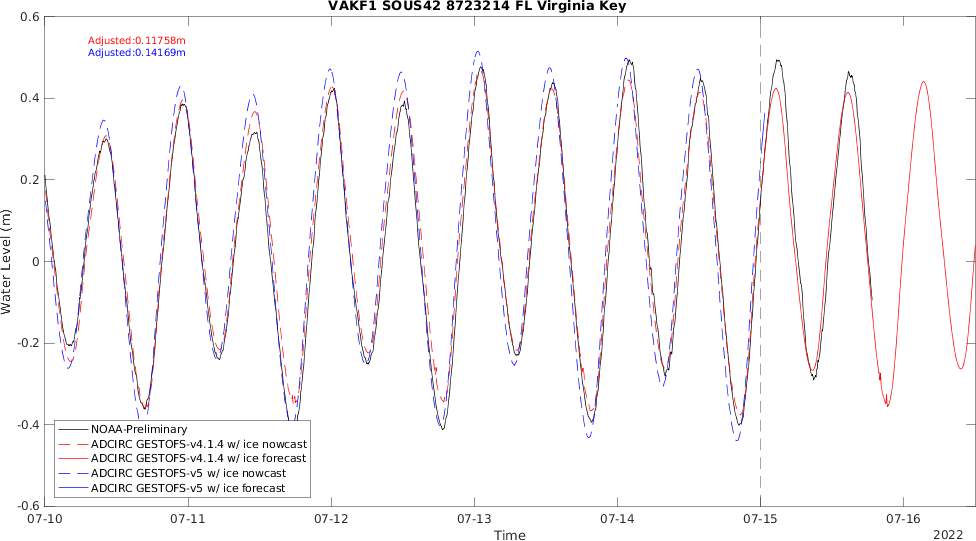 VAKF1 SOUS42 8723214 FL Virginia Key
Adjusted:0.11758m
Adjusted:0.14169m
0.6
0.4
0.2
0
-0.2
-0.4
-0.6
Water Level (m)
NOAA-Preliminary
ADCIRC GESTOFS-v4.1.4 w/ ice nowcast
ADCIRC GESTOFS-v4.1.4 w/ ice forecast
ADCIRC GESTOFS-v5 w/ ice nowcast
ADCIRC GESTOFS-v5 w/ ice forecast
07-10 07-11 07-12 07-13 07-14 07-15 07-16
Time
2022